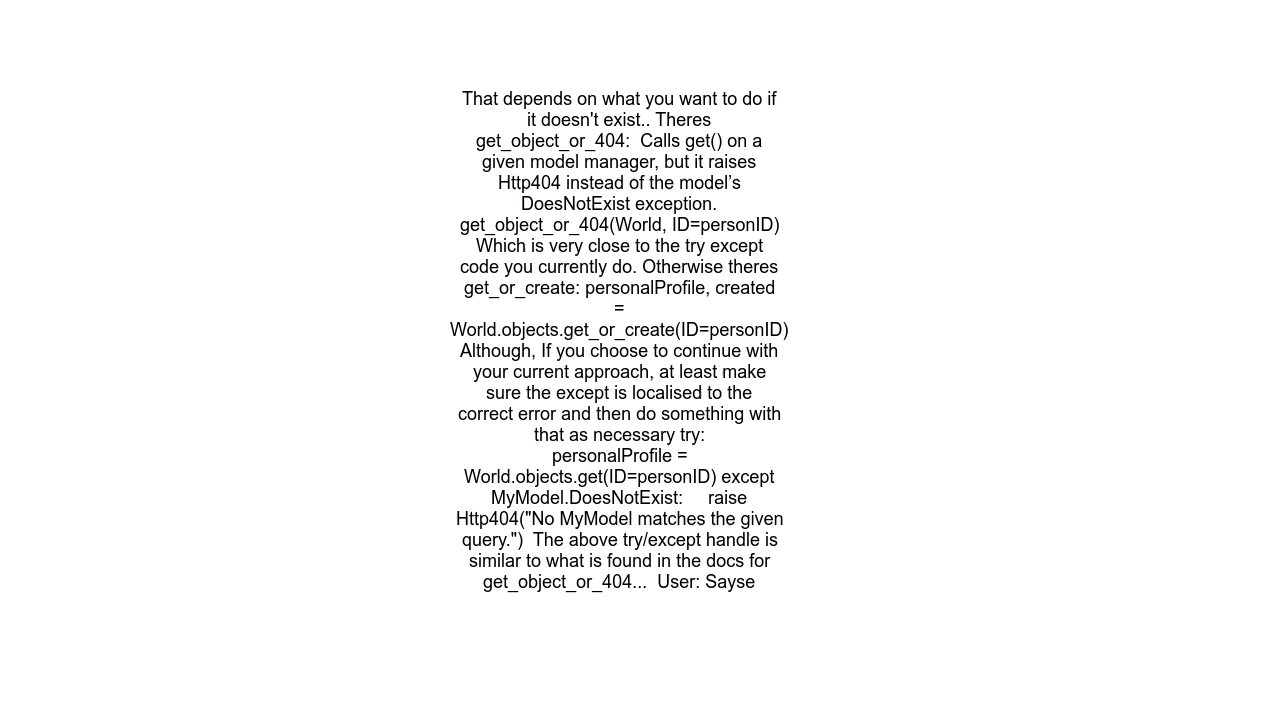 That depends on what you want to do if
it doesn't exist.. Theres
get_object_or_404:  Calls get() on a
given model manager, but it raises
Http404 instead of the model’s
DoesNotExist exception.
get_object_or_404(World, ID=personID)
Which is very close to the try except
code you currently do. Otherwise theres
get_or_create: personalProfile, created
=
World.objects.get_or_create(ID=personID)
Although, If you choose to continue with
your current approach, at least make
sure the except is localised to the
correct error and then do something with
that as necessary try:
personalProfile =
World.objects.get(ID=personID) except
MyModel.DoesNotExist:     raise
Http404("No MyModel matches the given
query.")  The above try/except handle is
similar to what is found in the docs for
get_object_or_404...  User: Sayse